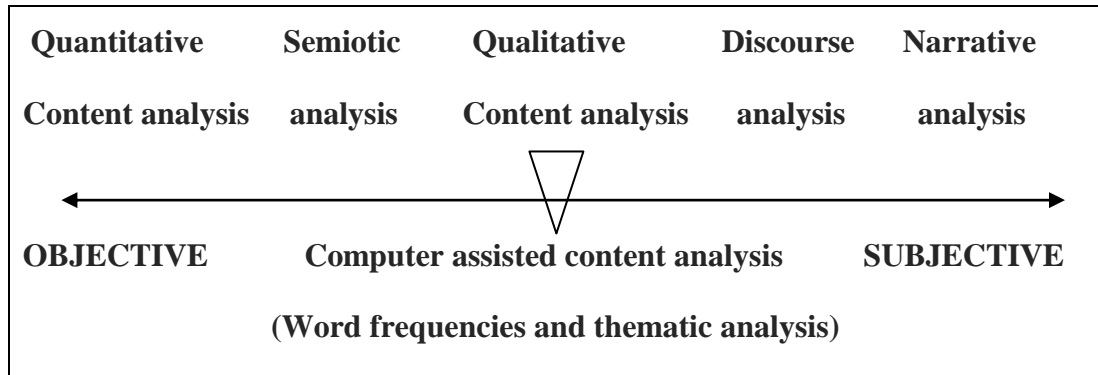 Quantitative Semiotic Qualitative Discourse Narrative
Content analysis analysis Content analysis analysis analysis
OBJECTIVE Computer assisted content analysis SUBJECTIVE
(Word frequencies and thematic analysis)